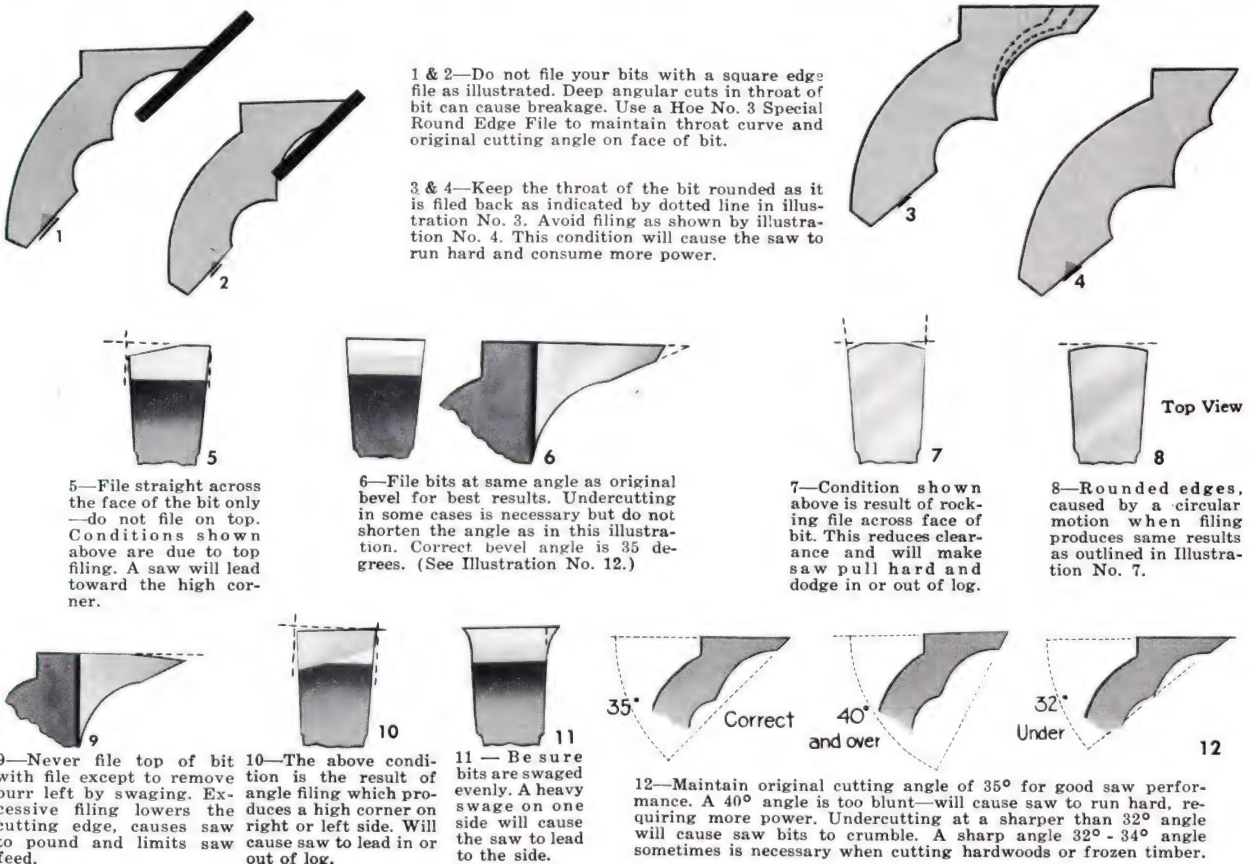 1 & 2—Do not file your bits with a square edge
file as illustrated. Deep angular cuts in throat of
bit can cause breakage. Use a Hoe No. 3 Special
Round Edge File to maintain throat curve and
original cutting angle on face of bit.
1
2
3 & 4—Keep the throat of the bit rounded as it
is filed back as indicated by dotted line in illus-
tration No. 3. Avoid filing as shown by illustra-
tion No. 4. This condition will cause the saw to
run hard and consume more power.
3
4
5
5—File straight across
the face of the bit only
—do not file on top.
Conditions shown
above are due to top
filing. A saw will lead
toward the high cor-
ner.
6
6—File bits at same angle as original
bevel for best results. Undercutting
in some cases is necessary but do not
shorten the angle as in this illustra-
tion. Correct bevel angle is 35 de-
grees. (See Illustration No. 12.)
7
7—Condition shown
above is result of rock-
ing file across face of
bit. This reduces clear-
ance and will make
saw pull hard and
dodge in or out of log.
Top View
8
8—Rounded edges,
caused by a circular
motion when filing
produces same results
as outlined in Illustra-
tion No. 7.
9
9—Never file top of bit
with file except to remove
burr left by swaging. Ex-
cessive filing lowers the
cutting edge, causes saw
to pound and limits saw
feed.
10
10—The above condi-
tion is the result of
angle filing which pro-
duces a high corner on
right or left side. Will
cause saw to lead in or
out of log.
11
11 — Be sure
bits are swaged
evenly. A heavy
swage on one
side will cause
the saw to lead
to the side.
35° Correct
40° and over
32° Under
12
12—Maintain original cutting angle of 35° for good saw perfor-
mance. A 40° angle is too blunt—will cause saw to run hard, re-
quiring more power. Undercutting at a sharper than 32° angle
will cause saw bits to crumble. A sharp angle 32° - 34° angle
sometimes is necessary when cutting hardwoods or frozen timber.